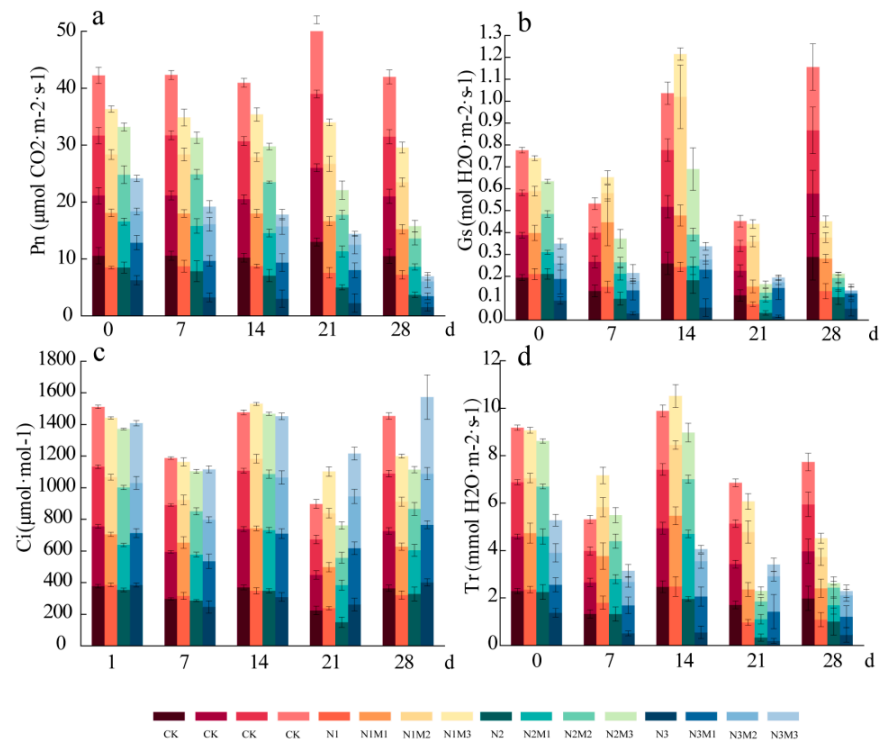 a
Pn (μmol CO2·m-2·s-1)
50
40
30
20
10
0
0 7 14 21 28 d
b
Gs(mol H2O·m-2·s-1)
1.3
1.2
1.1
1.0
0.9
0.8
0.7
0.6
0.5
0.4
0.3
0.2
0.1
0.0
0 7 14 21 28 d
c
Ci(μmol·mol-1)
1800
1600
1400
1200
1000
800
600
400
200
0
1 7 14 21 28 d
d
Tr (mmol H2O·m-2·s-1)
12
10
8
6
4
2
0
0 7 14 21 28 d
CK CK CK CK N1 N1M1 N1M2 N1M3 N2 N2M1 N2M2 N2M3 N3 N3M1 N3M2 N3M3